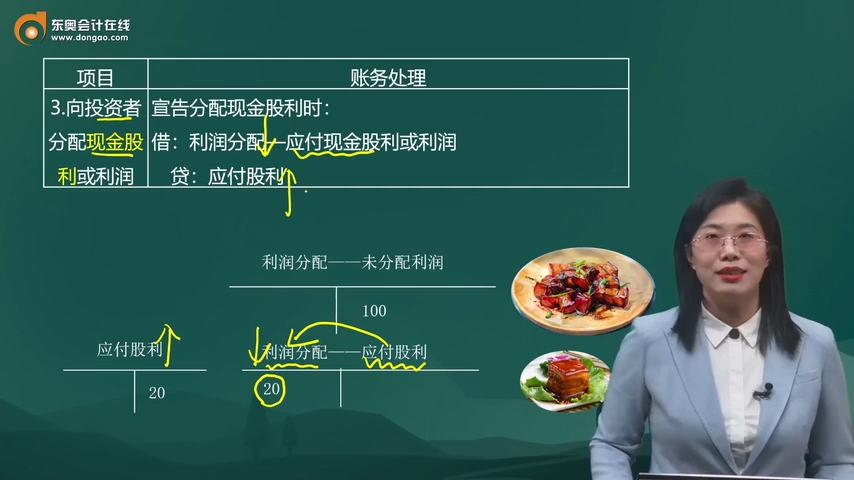 东奥会计在线
www.dongao.com
项目
账务处理
3.向投资者分配现金股利或利润
宣告分配现金股利时：
借：利润分配—应付现金股利或利润
贷：应付股利
利润分配——未分配利润
100
应付股利
20
利润分配——应付股利
20